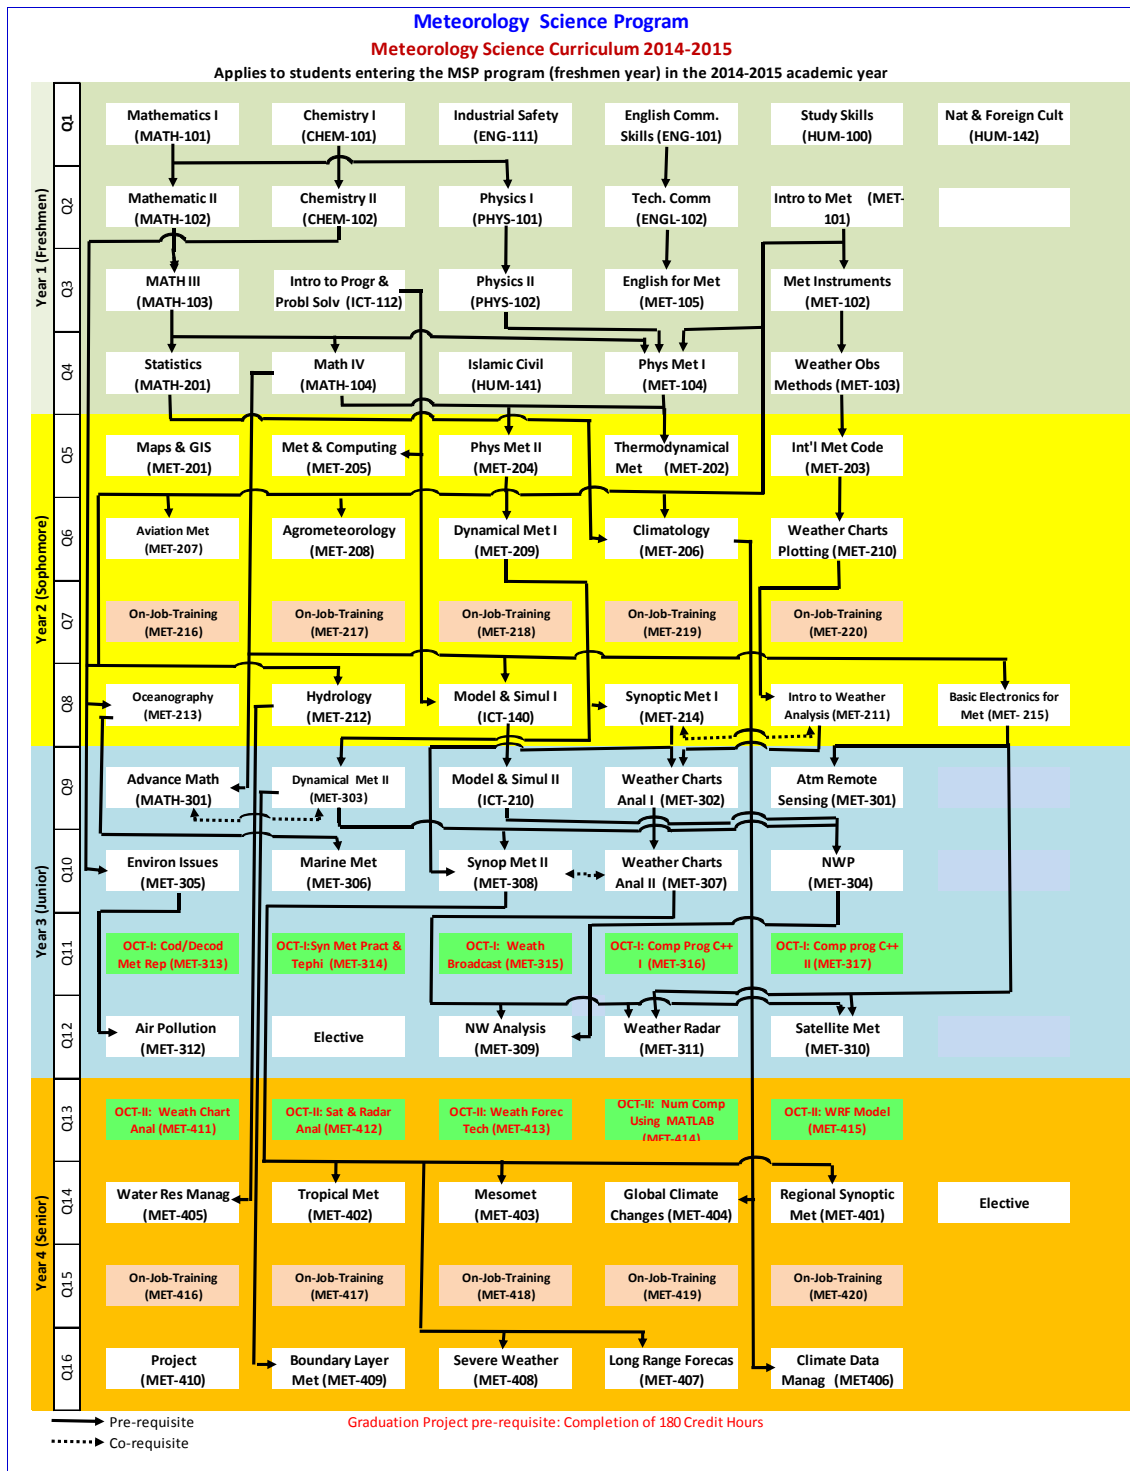 Meteorology Science Program
Meteorology Science Curriculum 2014-2015
Applies to students entering the MSP program (freshmen year) in the 2014-2015 academic year
Year 1 (Freshmen)
Q1
Mathematics I
(MATH-101)
Chemistry I
(CHEM-101)
Industrial Safety
(ENG-111)
English Comm.
Skills (ENG-101)
Study Skills
(HUM-100)
Nat & Foreign Cult
(HUM-142)
Q2
Mathematic II
(MATH-102)
Chemistry II
(CHEM-102)
Physics I
(PHYS-101)
Tech. Comm
(ENGL-102)
Intro to Met (MET-
101)
Q3
MATH III
(MATH-103)
Intro to Progr &
Probl Solv (ICT-112)
Physics II
(PHYS-102)
English for Met
(MET-105)
Met Instruments
(MET-102)
Q4
Statistics
(MATH-201)
Math IV
(MATH-104)
Islamic Civil
(HUM-141)
Phys Met I
(MET-104)
Weather Obs
Methods (MET-103)
Year 2 (Sophomore)
Q5
Maps & GIS
(MET-201)
Met & Computing
(MET-205)
Phys Met II
(MET-204)
Thermodynamical
Met (MET-202)
Int'l Met Code
(MET-203)
Q6
Aviation Met
(MET-207)
Agrometeorology
(MET-208)
Dynamical Met I
(MET-209)
Climatology
(MET-206)
Weather Charts
Plotting (MET-210)
Q7
On-Job-Training
(MET-216)
On-Job-Training
(MET-217)
On-Job-Training
(MET-218)
On-Job-Training
(MET-219)
On-Job-Training
(MET-220)
Q8
Oceanography
(MET-213)
Hydrology
(MET-212)
Model & Simul I
(ICT-140)
Synoptic Met I
(MET-214)
Intro to Weather
Analysis (MET-211)
Basic Electronics for
Met (MET- 215)
Year 3 (Junior)
Q9
Advance Math
(MATH-301)
Dynamical Met II
(MET-303)
Model & Simul II
(ICT-210)
Weather Charts
Anal I (MET-302)
Atm Remote
Sensing (MET-301)
Q10
Environ Issues
(MET-305)
Marine Met
(MET-306)
Synop Met II
(MET-308)
Weather Charts
Anal II (MET-307)
NWP
(MET-304)
Q11
OCT-I: Cod/Decod
Met Rep (MET-313)
OCT-I:Syn Met Pract &
Tephi (MET-314)
OCT-I: Weath
Broadcast (MET-315)
OCT-I: Comp Prog C++
I (MET-316)
OCT-I: Comp prog C++
II (MET-317)
Q12
Air Pollution
(MET-312)
Elective
NW Analysis
(MET-309)
Weather Radar
(MET-311)
Satellite Met
(MET-310)
Year 4 (Senior)
Q13
OCT-II: Weath Chart
Anal (MET-411)
OCT-II: Sat & Radar
Anal (MET-412)
OCT-II: Weath Forec
Tech (MET-413)
OCT-II: Num Comp
Using MATLAB
(MET-414)
OCT-II: WRF Model
(MET-415)
Q14
Water Res Manag
(MET-405)
Tropical Met
(MET-402)
Mesomet
(MET-403)
Global Climate
Changes (MET-404)
Regional Synoptic
Met (MET-401)
Elective
Q15
On-Job-Training
(MET-416)
On-Job-Training
(MET-417)
On-Job-Training
(MET-418)
On-Job-Training
(MET-419)
On-Job-Training
(MET-420)
Q16
Project
(MET-410)
Boundary Layer
Met (MET-409)
Severe Weather
(MET-408)
Long Range Forecas
(MET-407)
Climate Data
Manag (MET406)
Pre-requisite
Graduation Project pre-requisite: Completion of 180 Credit Hours
Co-requisite